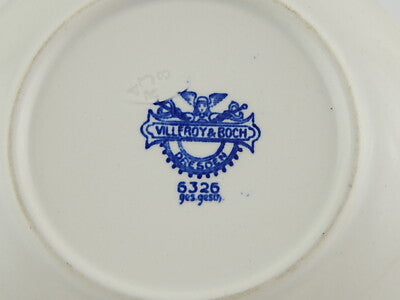 VILLEROY & BOCH
DRESDEN
6326
ges. gesch.